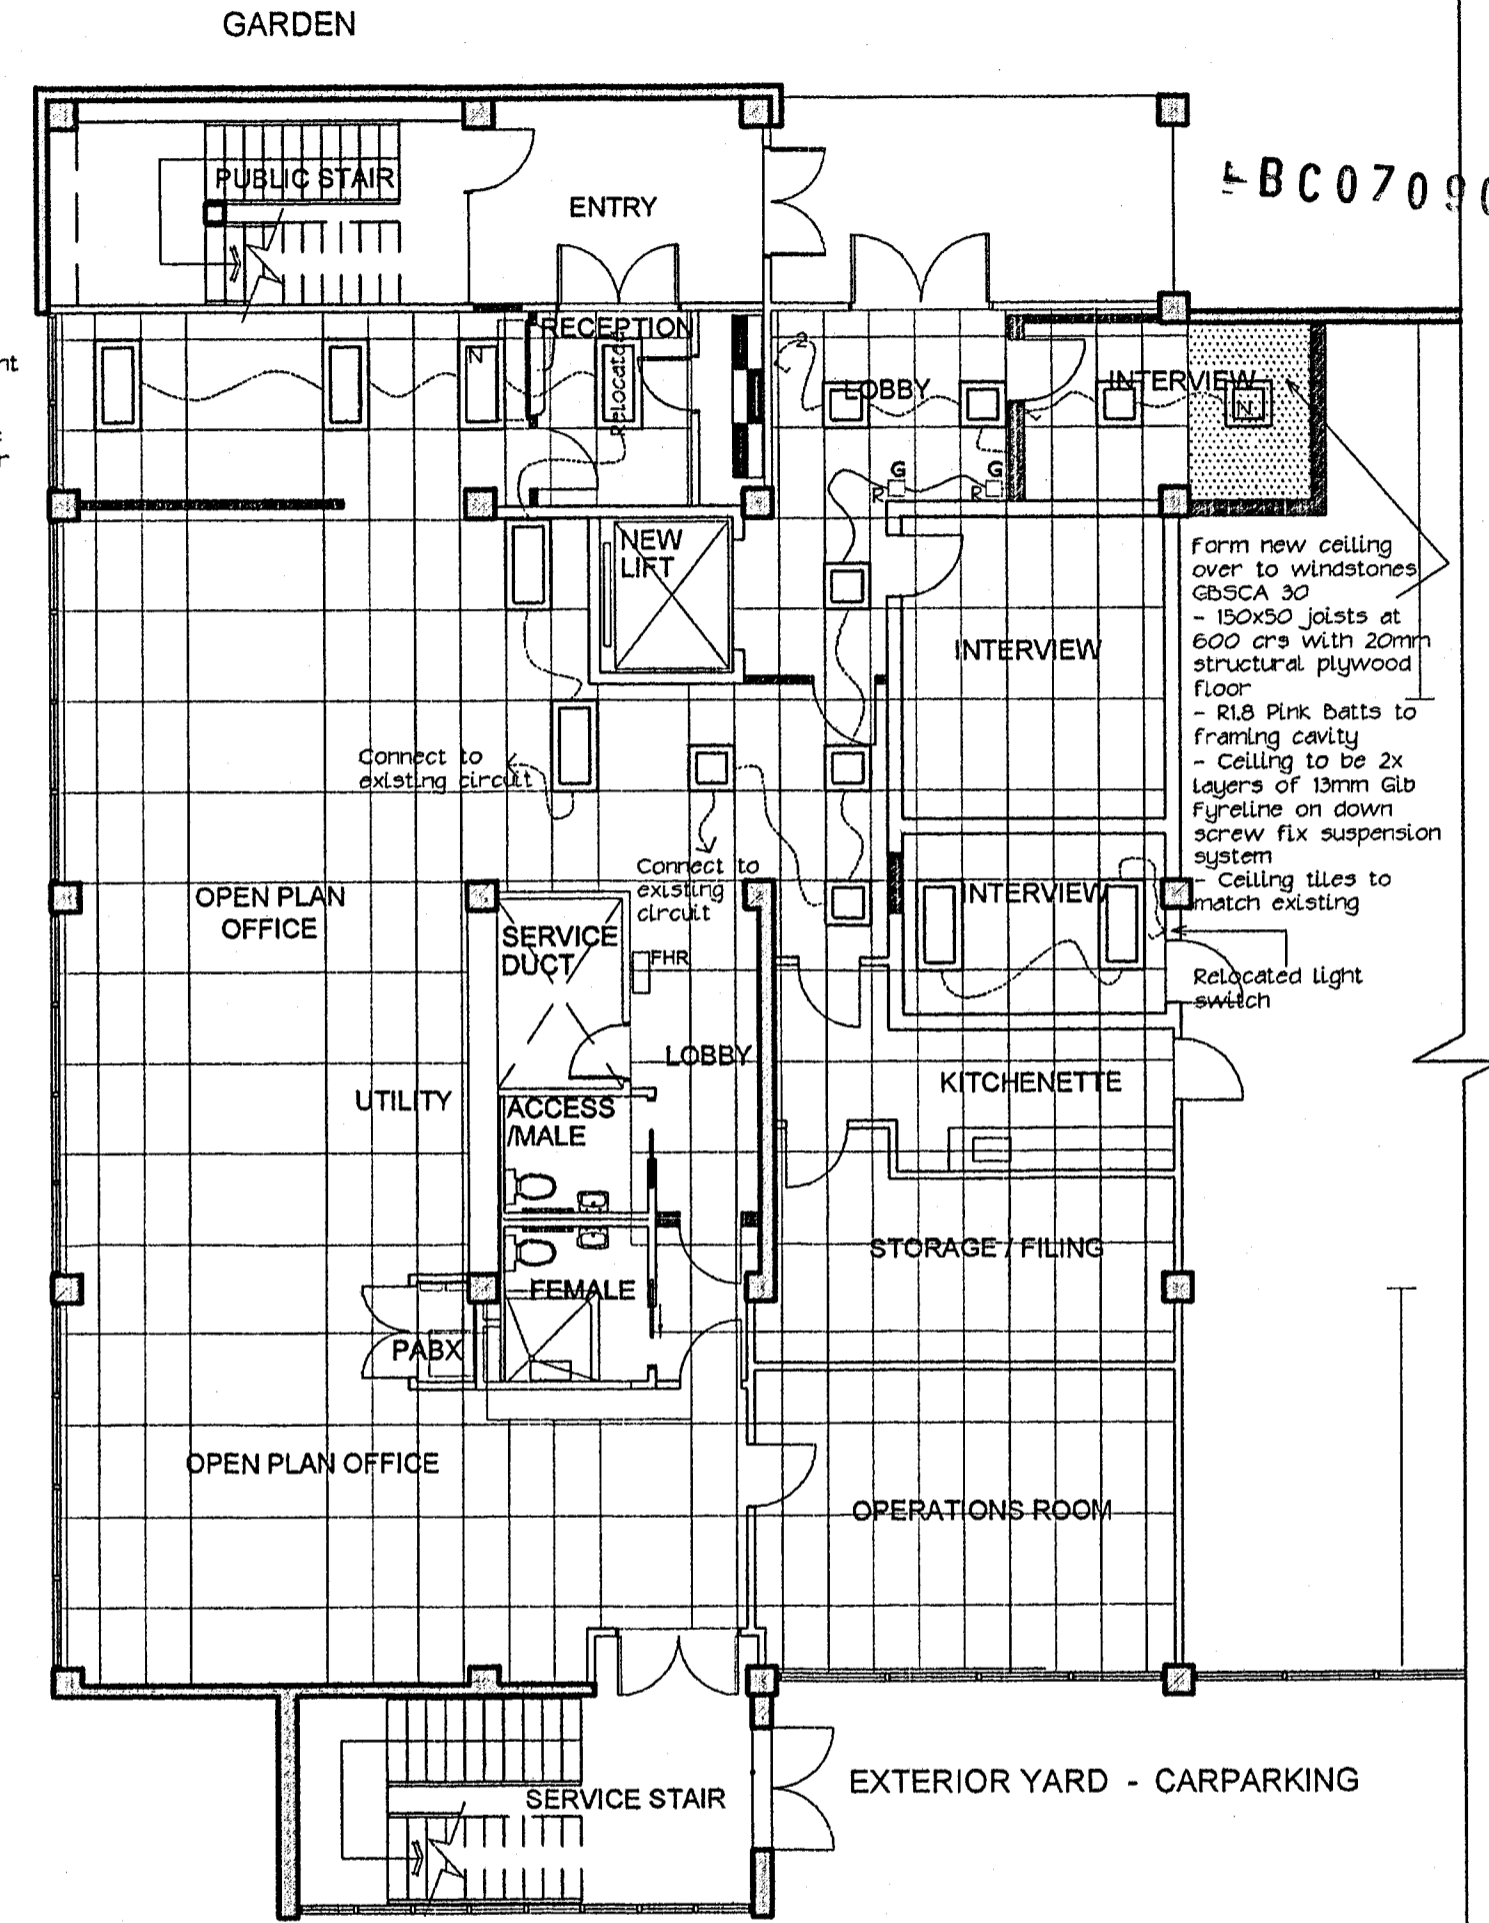 GARDEN
PUBLIC STAIR
ENTRY
BC0709
RECEPTION
Relocated
N
2
LOBBY
INTERVIEW
N
G
G
R
R
NEW
LIFT
Form new ceiling
over to windstones
GBSCA 30
- 150x50 joists at
600 crs with 20mm
structural plywood
floor
- R1.8 Pink Batts to
framing cavity
- Ceiling to be 2x
layers of 13mm Gib
Fyreline on down
screw fix suspension
system
- Ceiling tiles to
match existing
INTERVIEW
Connect to
existing circuit
Connect to
existing
circuit
OPEN PLAN
OFFICE
INTERVIEW
SERVICE
DUCT
FHR
Relocated light
switch
LOBBY
KITCHENETTE
UTILITY
ACCESS
/MALE
STORAGE / FILING
FEMALE
PABX
OPEN PLAN OFFICE
OPERATIONS ROOM
SERVICE STAIR
EXTERIOR YARD - CARPARKING